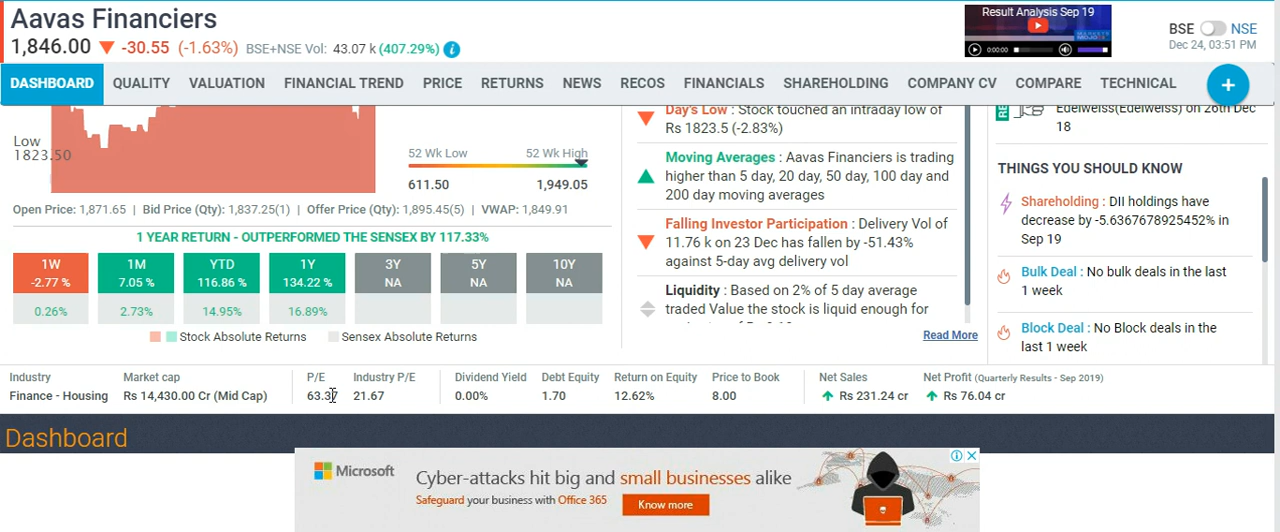 Aavas Financiers
1,846.00 ▼ -30.55 (-1.63%) BSE+NSE Vol: 43.07 k (407.29%) i
Result Analysis Sep 19
0:00:00
BSE NSE
Dec 24, 03:51 PM
DASHBOARD QUALITY VALUATION FINANCIAL TREND PRICE RETURNS NEWS RECOS FINANCIALS SHAREHOLDING COMPANY CV COMPARE TECHNICAL +
Low
1823.50
52 Wk Low 52 Wk High
611.50 1,949.05
Open Price: 1,871.65 | Bid Price (Qty): 1,837.25(1) | Offer Price (Qty): 1,895.45(5) | VWAP: 1,849.91
1 YEAR RETURN - OUTPERFORMED THE SENSEX BY 117.33%
1W 1M YTD 1Y 3Y 5Y 10Y
-2.77 % 7.05 % 116.86 % 134.22 % NA NA NA
0.26% 2.73% 14.95% 16.89%
Stock Absolute Returns Sensex Absolute Returns
Day's Low : Stock touched an intraday low of
Rs 1823.5 (-2.83%)
Moving Averages : Aavas Financiers is trading
higher than 5 day, 20 day, 50 day, 100 day and
200 day moving averages
Falling Investor Participation : Delivery Vol of
11.76 k on 23 Dec has fallen by -51.43%
against 5-day avg delivery vol
Liquidity : Based on 2% of 5 day average
traded Value the stock is liquid enough for
Read More
Edelweiss(Edelweiss) on 26th Dec
18
THINGS YOU SHOULD KNOW
Shareholding : DII holdings have
decrease by -5.6367678925452% in
Sep 19
Bulk Deal : No bulk deals in the last
1 week
Block Deal : No Block deals in the
last 1 week
Industry Market cap P/E Industry P/E Dividend Yield Debt Equity Return on Equity Price to Book Net Sales Net Profit (Quarterly Results - Sep 2019)
Finance - Housing Rs 14,430.00 Cr (Mid Cap) 63.37 21.67 0.00% 1.70 12.62% 8.00 Rs 231.24 cr Rs 76.04 cr
Dashboard
Microsoft
Cyber-attacks hit big and small businesses alike
Safeguard your business with Office 365
Know more